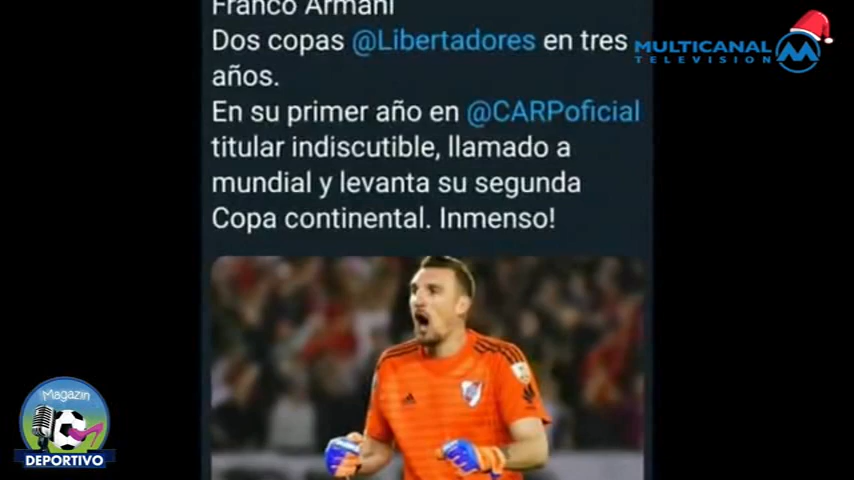 Franco Armani
Dos copas @Libertadores en tres
años.
En su primer año en @CARPoficial
titular indiscutible, llamado a
mundial y levanta su segunda
Copa continental. Inmenso!
MULTICANAL
TELEVISION
Magazin
DEPORTIVO